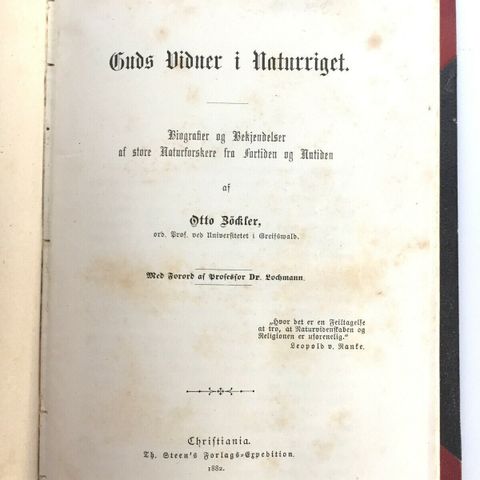 Guds Vidner i Naturriget.
Biografier og Bekjendelser
af store Naturforskere fra Fortiden og Nutiden
af
Otto Zöckler,
ord. Prof. ved Universitetet i Greifswald.
Med Forord af Professor Dr. Lochmann.
„Hvor det er en Feiltagelse
at tro, at Naturvidenskaben og
Religionen er uforenelig.“
Leopold v. Ranke.
Christiania.
Th. Steen's Forlags-Expedition.
1882.